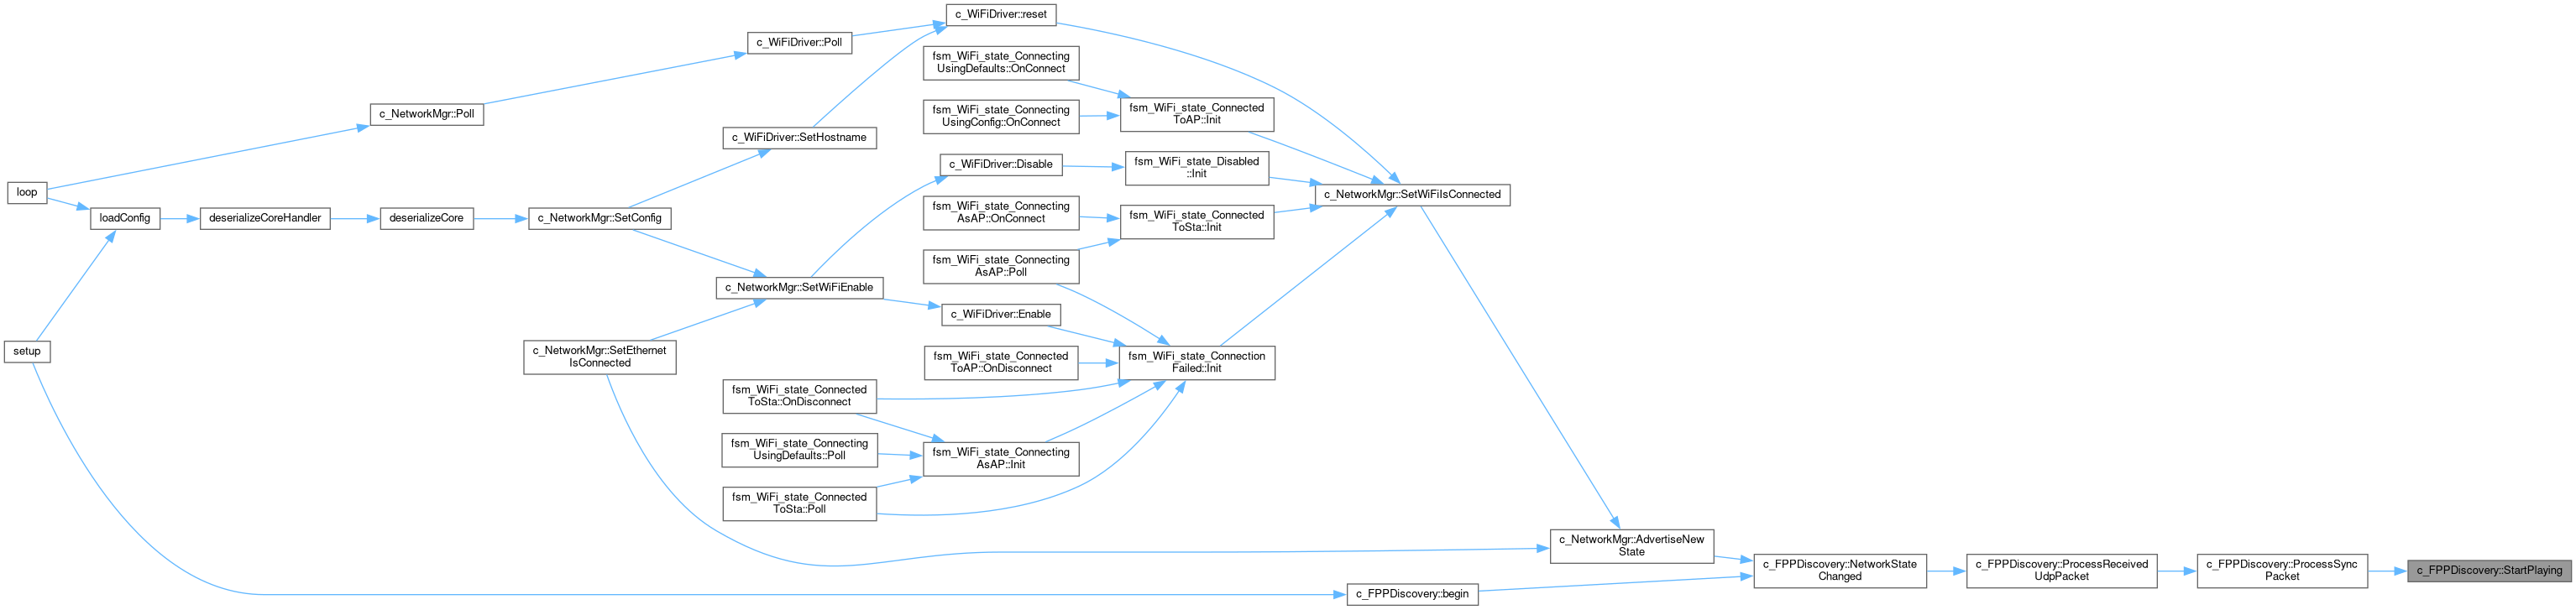 c_WiFiDriver::reset
c_WiFiDriver::Poll
fsm_WiFi_state_Connecting
UsingDefaults::OnConnect
c_NetworkMgr::Poll
fsm_WiFi_state_Connecting
UsingConfig::OnConnect
fsm_WiFi_state_Connected
ToAP::Init
c_WiFiDriver::SetHostname
c_WiFiDriver::Disable
fsm_WiFi_state_Disabled
::Init
loop
c_NetworkMgr::SetWiFiIsConnected
loadConfig
deserializeCoreHandler
deserializeCore
c_NetworkMgr::SetConfig
fsm_WiFi_state_Connecting
AsAP::OnConnect
fsm_WiFi_state_Connected
ToSta::Init
fsm_WiFi_state_Connecting
AsAP::Poll
c_NetworkMgr::SetWiFiEnable
c_WiFiDriver::Enable
setup
c_NetworkMgr::SetEthernet
IsConnected
fsm_WiFi_state_Connected
ToAP::OnDisconnect
fsm_WiFi_state_Connection
Failed::Init
fsm_WiFi_state_Connected
ToSta::OnDisconnect
fsm_WiFi_state_Connecting
UsingDefaults::Poll
fsm_WiFi_state_Connecting
AsAP::Init
fsm_WiFi_state_Connected
ToSta::Poll
c_NetworkMgr::AdvertiseNew
State
c_FPPDiscovery::begin
c_FPPDiscovery::NetworkState
Changed
c_FPPDiscovery::ProcessReceived
UdpPacket
c_FPPDiscovery::ProcessSync
Packet
c_FPPDiscovery::StartPlaying